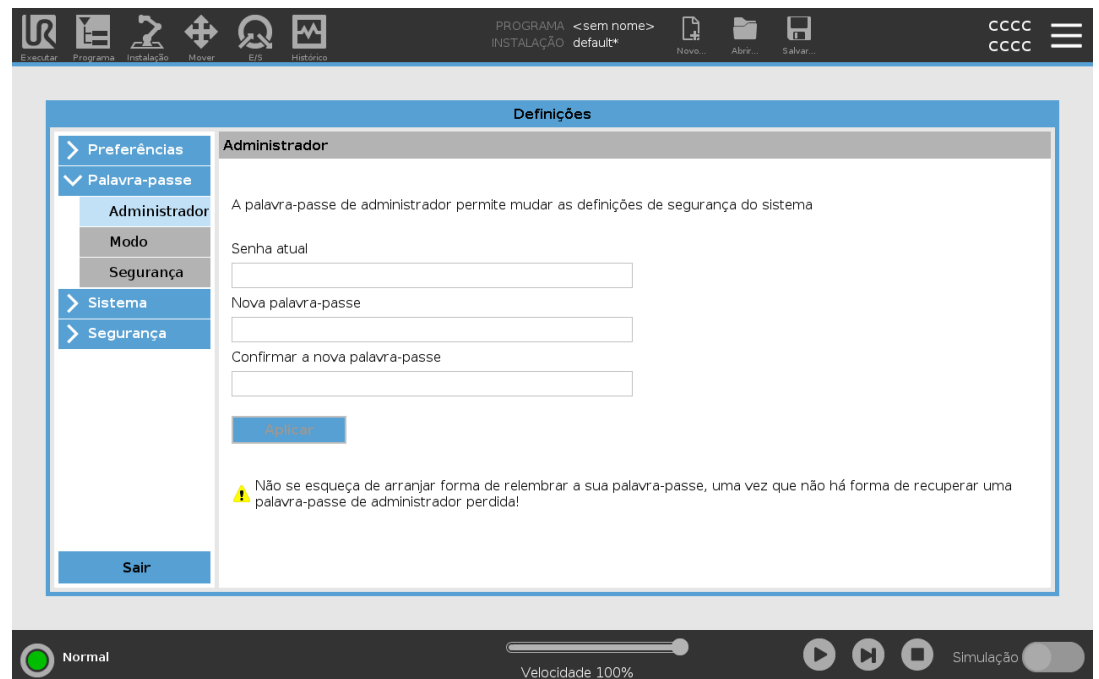 PROGRAMA <sem nome>
INSTALAÇÃO default*
Executar Programa Instalação Mover E/S Histórico
Novo... Abrir... Salvar...
CCCC
CCCC
Definições
Preferências
Palavra-passe
Administrador
Modo
Segurança
Sistema
Segurança
Sair
Administrador
A palavra-passe de administrador permite mudar as definições de segurança do sistema
Senha atual
Nova palavra-passe
Confirmar a nova palavra-passe
Aplicar
Não se esqueça de arranjar forma de relembrar a sua palavra-passe, uma vez que não há forma de recuperar uma
palavra-passe de administrador perdida!
Normal
Velocidade 100%
Simulação